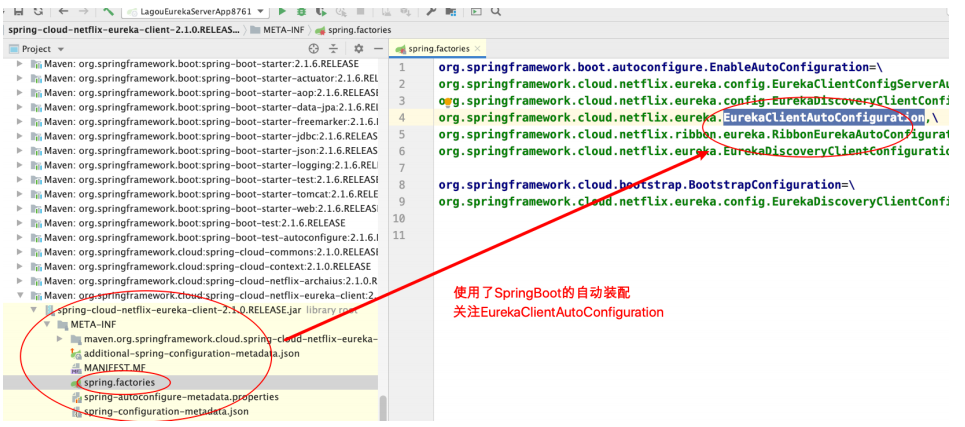 LagouEurekaServerApp8761
spring-cloud-netflix-eureka-client-2.1.0.RELEAS... META-INF spring.factories
Project
spring.factories
Maven: org.springframework.boot:spring-boot-starter:2.1.6.RELEASE
Maven: org.springframework.boot:spring-boot-starter-actuator:2.1.6.REL
Maven: org.springframework.boot:spring-boot-starter-aop:2.1.6.RELEASE
Maven: org.springframework.boot:spring-boot-starter-data-jpa:2.1.6.REL
Maven: org.springframework.boot:spring-boot-starter-freemarker:2.1.6.
Maven: org.springframework.boot:spring-boot-starter-jdbc:2.1.6.RELEAS
Maven: org.springframework.boot:spring-boot-starter-json:2.1.6.RELEAS
Maven: org.springframework.boot:spring-boot-starter-logging:2.1.6.REL
Maven: org.springframework.boot:spring-boot-starter-test:2.1.6.RELEAS
Maven: org.springframework.boot:spring-boot-starter-tomcat:2.1.6.RELE
Maven: org.springframework.boot:spring-boot-starter-web:2.1.6.RELEAS
Maven: org.springframework.boot:spring-boot-test:2.1.6.RELEASE
Maven: org.springframework.boot:spring-boot-test-autoconfigure:2.1.6.
Maven: org.springframework.cloud:spring-cloud-commons:2.1.0.RELEAS
Maven: org.springframework.cloud:spring-cloud-context:2.1.0.RELEASE
Maven: org.springframework.cloud:spring-cloud-netflix-archaius:2.1.0.R
Maven: org.springframework.cloud:spring-cloud-netflix-eureka-client:2.
spring-cloud-netflix-eureka-client-2.1.0.RELEASE.jar library root
META-INF
maven.org.springframework.cloud.spring-cloud-netflix-eureka-
additional-spring-configuration-metadata.json
MANIFEST.MF
spring.factories
spring-autoconfigure-metadata.properties
spring-configuration-metadata.json
1 org.springframework.boot.autoconfigure.EnableAutoConfiguration=\
2 org.springframework.cloud.netflix.eureka.config.EurekaClientConfigServerAu
3 org.springframework.cloud.netflix.eureka.config.EurekaDiscoveryClientConfi
4 org.springframework.cloud.netflix.eureka.EurekaClientAutoConfiguration,\
5 org.springframework.cloud.netflix.ribbon.eureka.RibbonEurekaAutoConfigurat
6 org.springframework.cloud.netflix.eureka.EurekaDiscoveryClientConfiguratio
7
8 org.springframework.cloud.bootstrap.BootstrapConfiguration=\
9 org.springframework.cloud.netflix.eureka.config.EurekaDiscoveryClientConfi
10
11
使用了SpringBoot的自动装配
关注EurekaClientAutoConfiguration